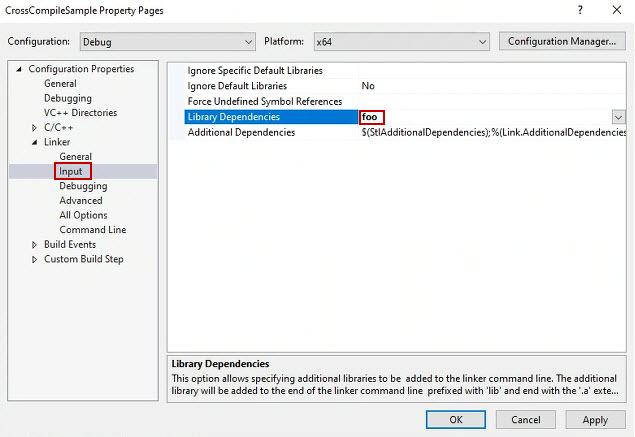 CrossCompileSample Property Pages ? ×
Configuration: Debug Platform: x64 Configuration Manager...
Configuration Properties
General
Debugging
VC++ Directories
C/C++
Linker
General
Input
Debugging
Advanced
All Options
Command Line
Build Events
Custom Build Step
Ignore Specific Default Libraries
Ignore Default Libraries No
Force Undefined Symbol References
Library Dependencies foo
Additional Dependencies $(StlAdditionalDependencies);%(Link.AdditionalDependencies
Library Dependencies
This option allows specifying additional libraries to be added to the linker command line. The additional
library will be added to the end of the linker command line prefixed with 'lib' and end with the '.a' exte...
OK Cancel Apply